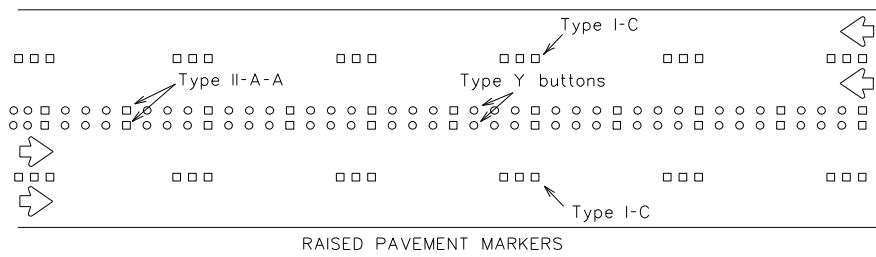 Type I-C
Type II-A-A
Type Y buttons
Type I-C
RAISED PAVEMENT MARKERS